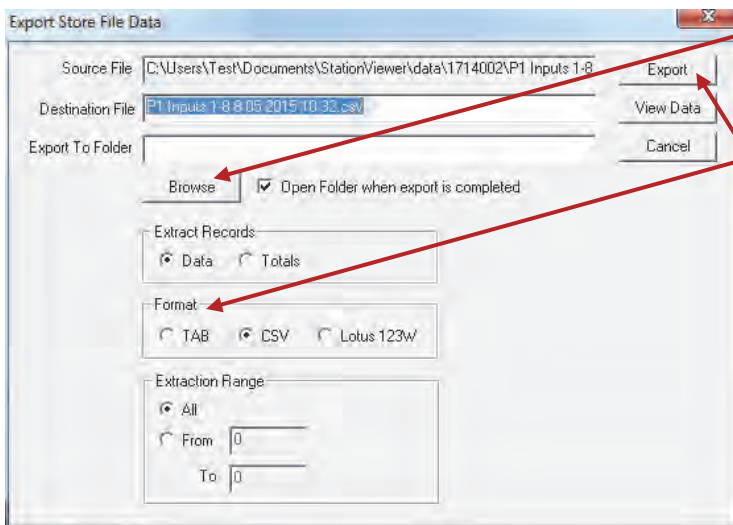 Export Store File Data
Source File C:\Users\Test\Documents\StationViewer\data\1714002\P1 Inputs 1-8 Export
Destination File P1 Inputs 1-8 8 05 2015 10 32.csv View Data
Export To Folder Cancel
Browse Open Folder when export is completed
Extract Records
Data Totals
Format
TAB CSV Lotus 123W
Extraction Range
All
From 0
To 0